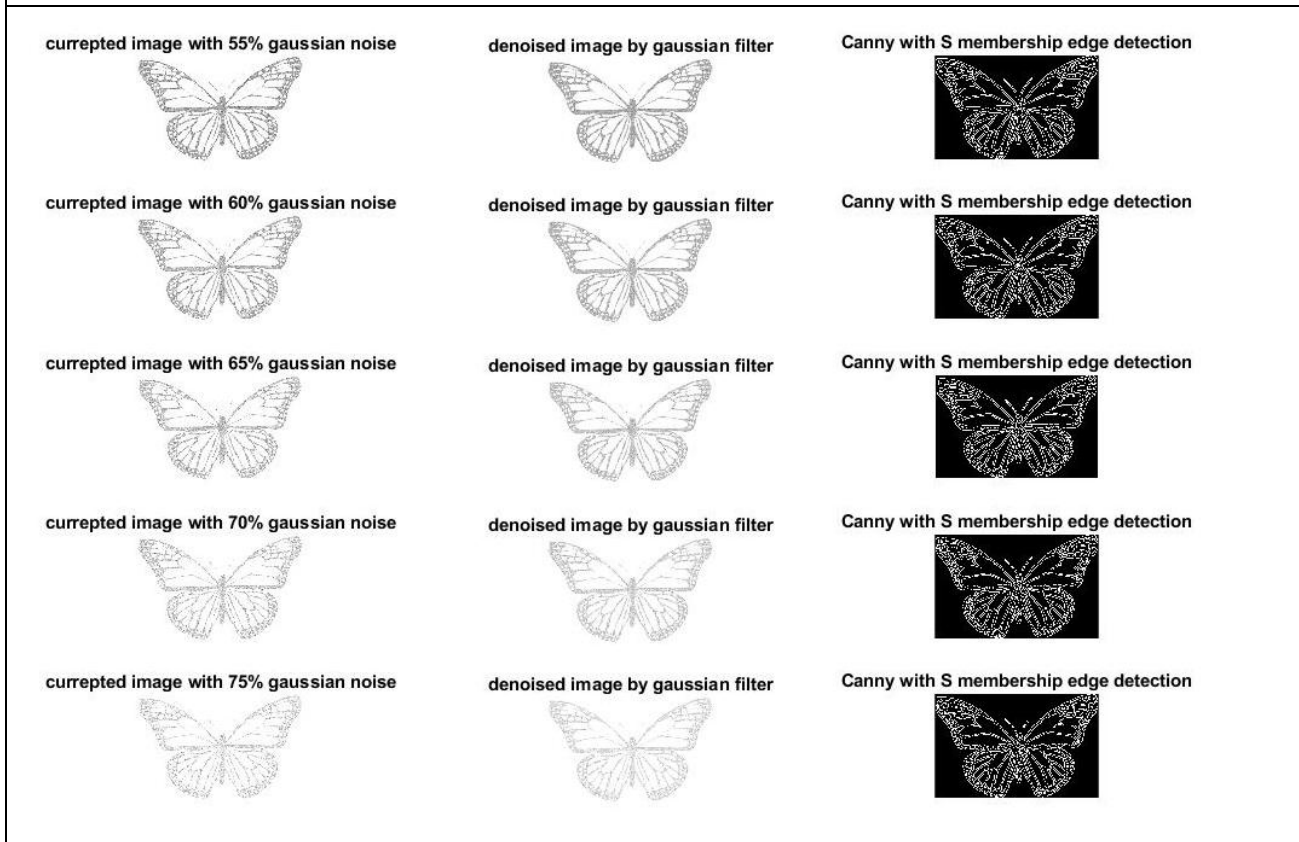 currepted image with 55% gaussian noise
denoised image by gaussian filter
Canny with S membership edge detection
currepted image with 60% gaussian noise
denoised image by gaussian filter
Canny with S membership edge detection
currepted image with 65% gaussian noise
denoised image by gaussian filter
Canny with S membership edge detection
currepted image with 70% gaussian noise
denoised image by gaussian filter
Canny with S membership edge detection
currepted image with 75% gaussian noise
denoised image by gaussian filter
Canny with S membership edge detection